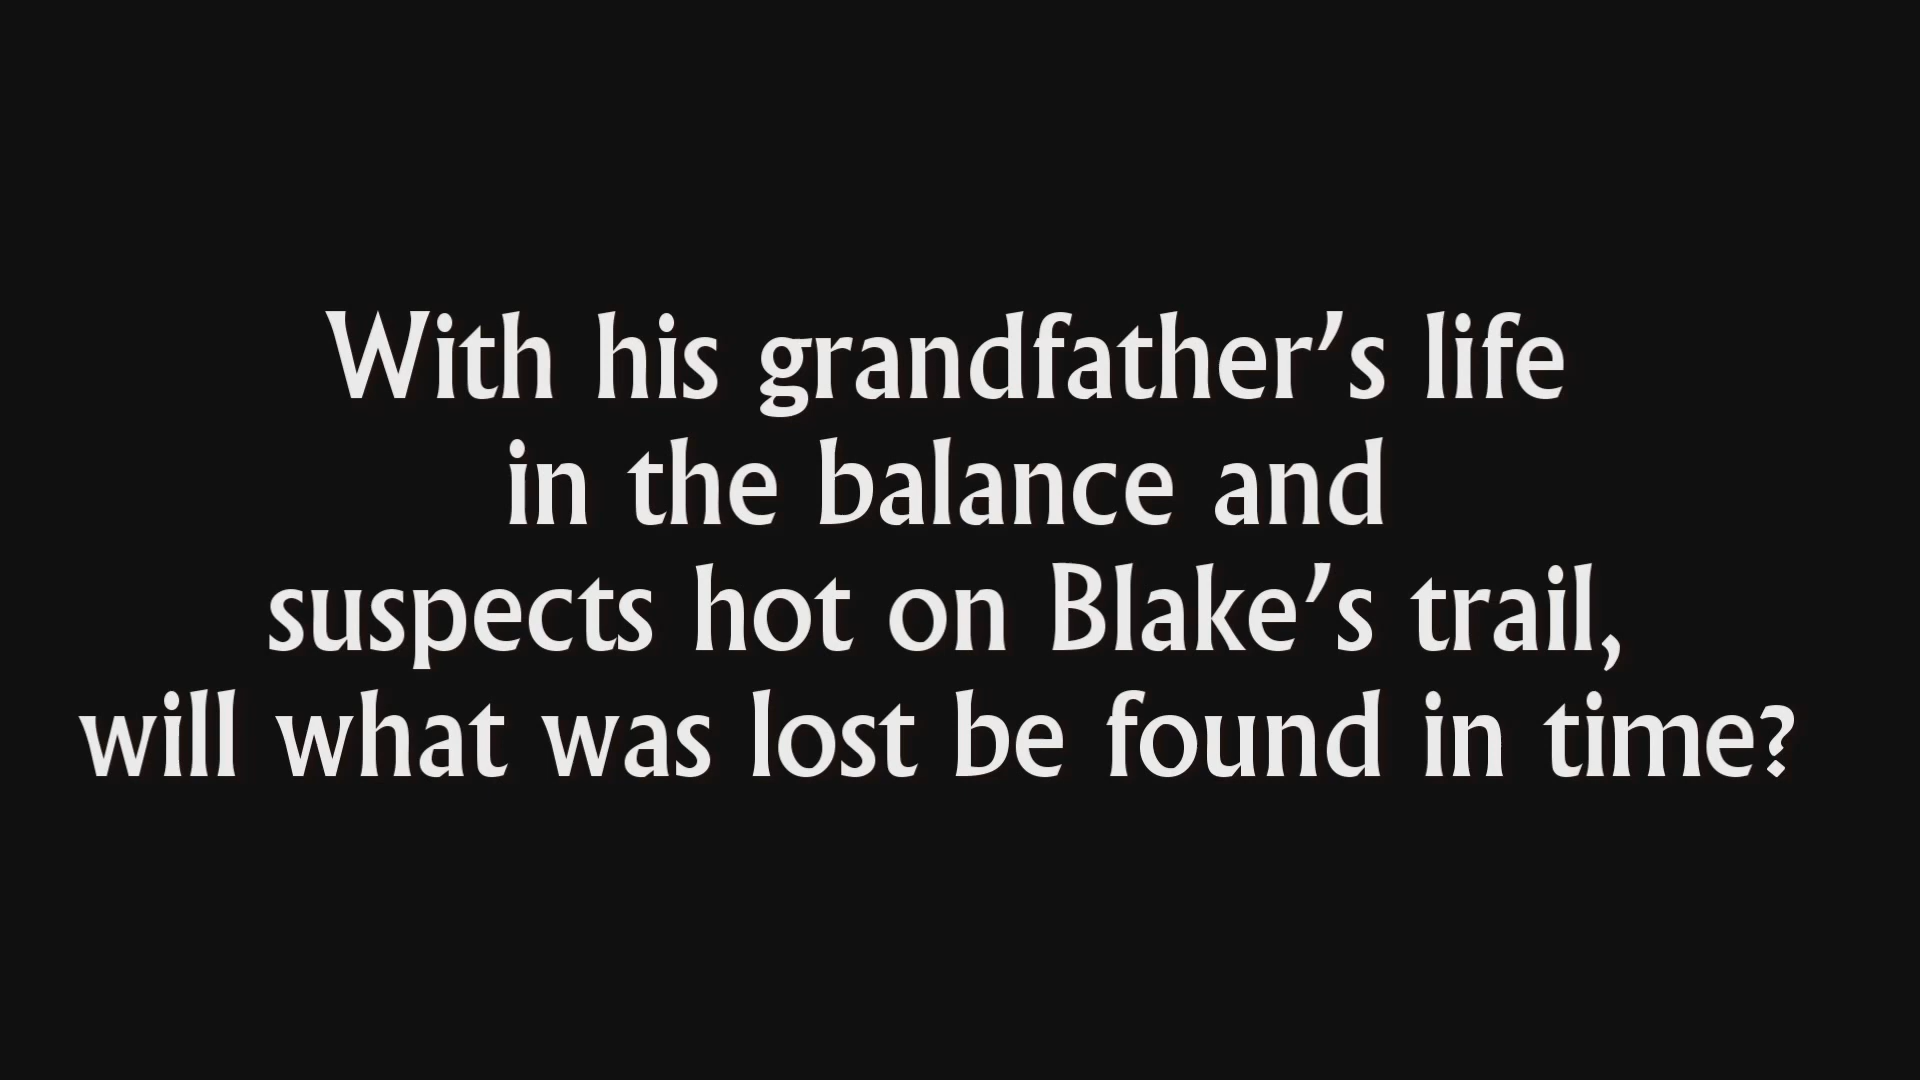 With his grandfather’s life
in the balance and
suspects hot on Blake’s trail,
will what was lost be found in time?